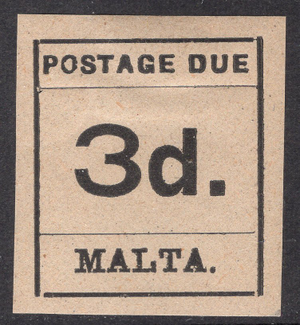 POSTAGE DUE
3d.
MALTA.